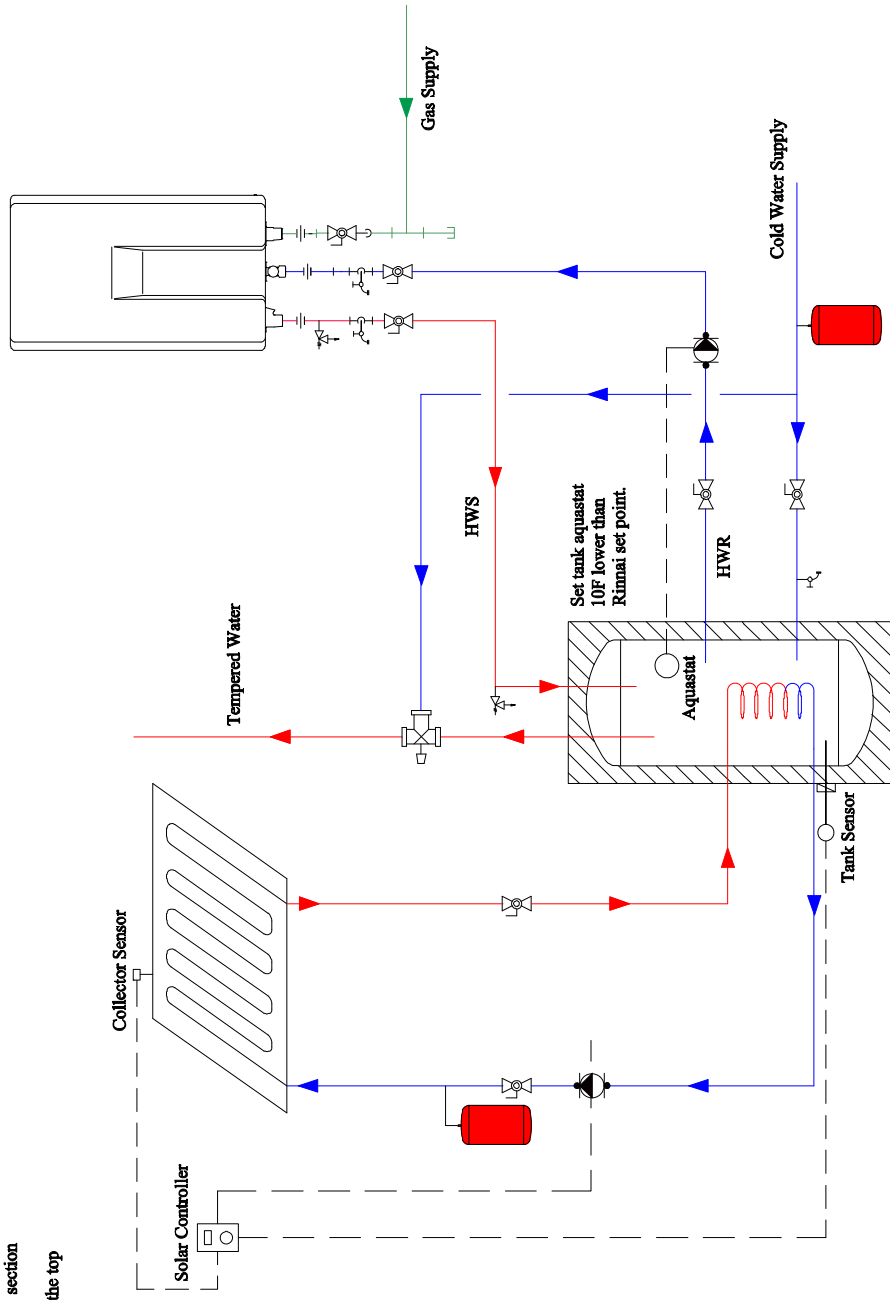 section
the top
Solar Controller
Collector Sensor
Tempered Water
HWS
Gas Supply
Set tank aquastat
10F lower than
Rinnai set point.
HWR
Cold Water Supply
Aquastat
Tank Sensor